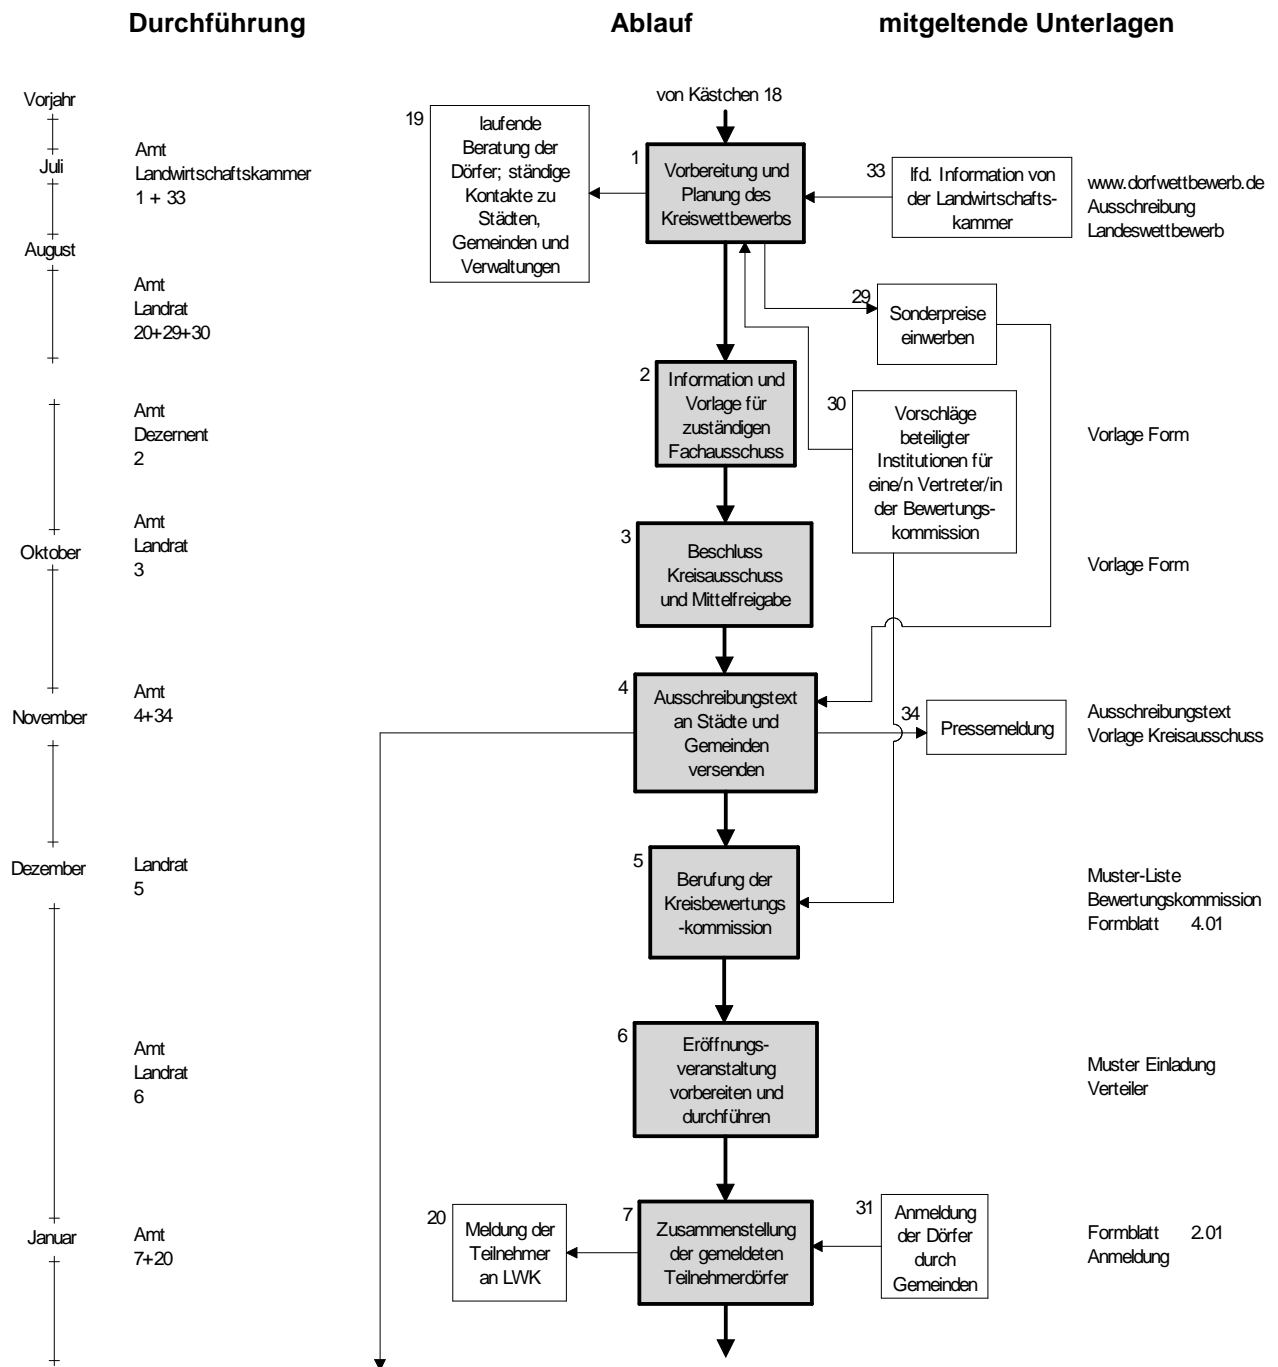 Durchführung
Ablauf
mitgeltende Unterlagen
Vorjahr
von Kästchen 18
19
laufende
Beratung der
Dörfer; ständige
Kontakte zu
Städten,
Gemeinden und
Verwaltungen
Juli
Amt
Landwirtschaftskammer
1 + 33
1
Vorbereitung und
Planung des
Kreiswettbewerbs
33
lfd. Information von
der Landwirtschafts-
kammer
www.dorfwettbewerb.de
Ausschreibung
Landeswettbewerb
August
Amt
Landrat
20+29+30
29
Sonderpreise
einwerben
2
Information und
Vorlage für
zuständigen
Fachausschuss
30
Vorschläge
beteiligter
Institutionen für
eine/n Vertreter/in
der Bewertungs-
kommission
Amt
Dezernent
2
Vorlage Form
Oktober
Amt
Landrat
3
3
Beschluss
Kreisausschuss
und Mittelfreigabe
Vorlage Form
November
Amt
4+34
4
Ausschreibungstext
an Städte und
Gemeinden
versenden
34
Pressemeldung
Ausschreibungstext
Vorlage Kreisausschuss
Dezember
Landrat
5
5
Berufung der
Kreisbewertungs
-kommission
Muster-Liste
Bewertungskommission
Formblatt 4.01
Amt
Landrat
6
6
Eröffnungs-
veranstaltung
vorbereiten und
durchführen
Muster Einladung
Verteiler
Januar
Amt
7+20
20
Meldung der
Teilnehmer
an LWK
7
Zusammenstellung
der gemeldeten
Teilnehmerdörfer
31
Anmeldung
der Dörfer
durch
Gemeinden
Formblatt 2.01
Anmeldung